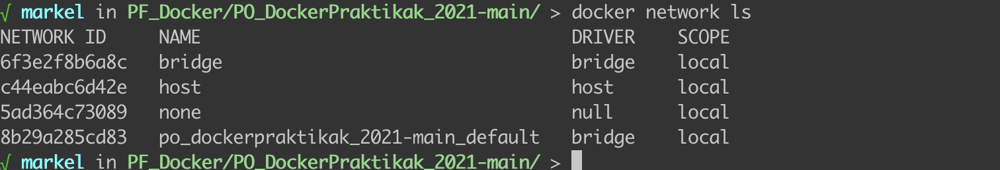 √ markel in PF_Docker/PO_DockerPraktikak_2021-main/ > docker network ls
NETWORK ID     NAME                                   DRIVER    SCOPE
6f3e2f8b6a8c   bridge                                 bridge    local
c44eabc6d42e   host                                   host      local
5ad364c73089   none                                   null      local
8b29a285cd83   po_dockerpraktikak_2021-main_default   bridge    local
√ markel in PF_Docker/PO_DockerPraktikak_2021-main/ >